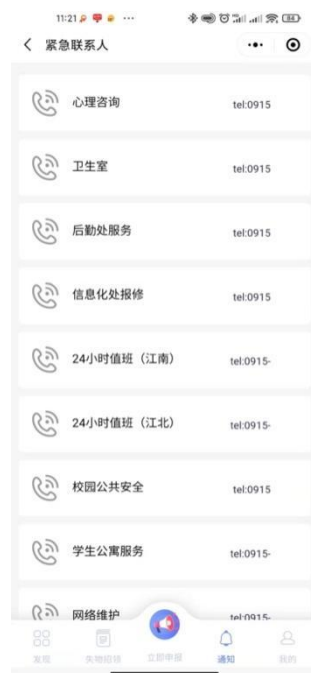 11:21
84
紧急联系人
心理咨询 tel:0915
卫生室 tel:0915
后勤处服务 tel:0915
信息化处报修 tel:0915
24小时值班（江南） tel:0915-
24小时值班（江北） tel:0915-
校园公共安全 tel:0915
学生公寓服务 tel:0915-
网络维护 tel:0915-
发现 失物招领 立即申报 通知 我的